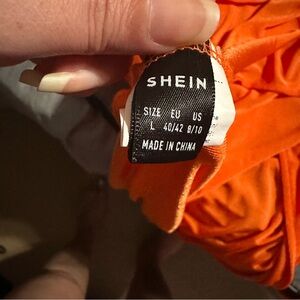 SHEIN
SIZE EU US
L 40/42 8/10
MADE IN CHINA